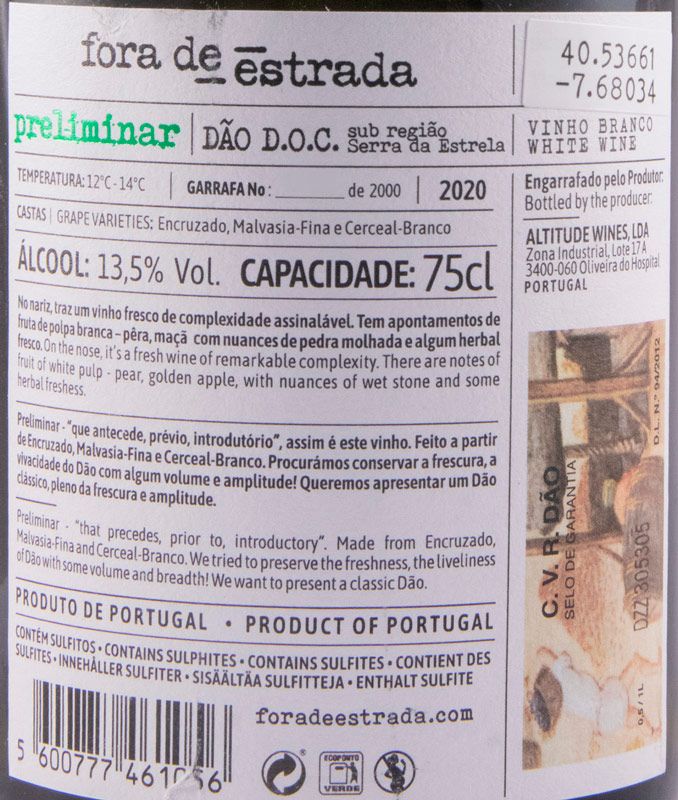 fora de estrada
40.53661
-7.68034
preliminar
DÃO D.O.C. sub região
Serra da Estrela
VINHO BRANCO
WHITE WINE
TEMPERATURA: 12°C - 14°C
GARRAFA No: ________ de 2000
2020
CASTAS | GRAPE VARIETIES: Encruzado, Malvasia-Fina e Cerceal-Branco
ÁLCOOL: 13,5% Vol. CAPACIDADE: 75cl
Engarrafado pelo Produtor:
Bottled by the producer:
ALTITUDE WINES, LDA
Zona Industrial, Lote 17 A
3400-060 Oliveira do Hospital
PORTUGAL
No nariz, traz um vinho fresco de complexidade assinalável. Tem apontamentos de
fruta de polpa branca – pêra, maçã com nuances de pedra molhada e algum herbal
fresco. On the nose, it's a fresh wine of remarkable complexity. There are notes of
fruit of white pulp - pear, golden apple, with nuances of wet stone and some
herbal freshess.
Preliminar - "que antecede, prévio, introdutório", assim é este vinho. Feito a partir
de Encruzado, Malvasia-Fina e Cerceal-Branco. Procurámos conservar a frescura, a
vivacidade do Dão com algum volume e amplitude! Queremos apresentar um Dão
clássico, pleno da frescura e amplitude.
Preliminar - "that precedes, prior to, introductory". Made from Encruzado,
Malvasia-Fina and Cerceal-Branco. We tried to preserve the freshness, the liveliness
of Dão with some volume and breadth! We want to present a classic Dão.
PRODUTO DE PORTUGAL • PRODUCT OF PORTUGAL
CONTÉM SULFITOS • CONTAINS SULPHITES • CONTAINS SULFITES • CONTIENT DES
SULFITES • INNEHÅLLER SULFITER • SISÄÄLTÄÄ SULFITTEJA • ENTHALT SULFITE
foradeestrada.com
5 600777 461056
ECOPONTO
VERDE
C. V. R. DÃO
SELO DE GARANTIA
DZZ 305305
D.L. N.º 94/2012
0,5 / 1L